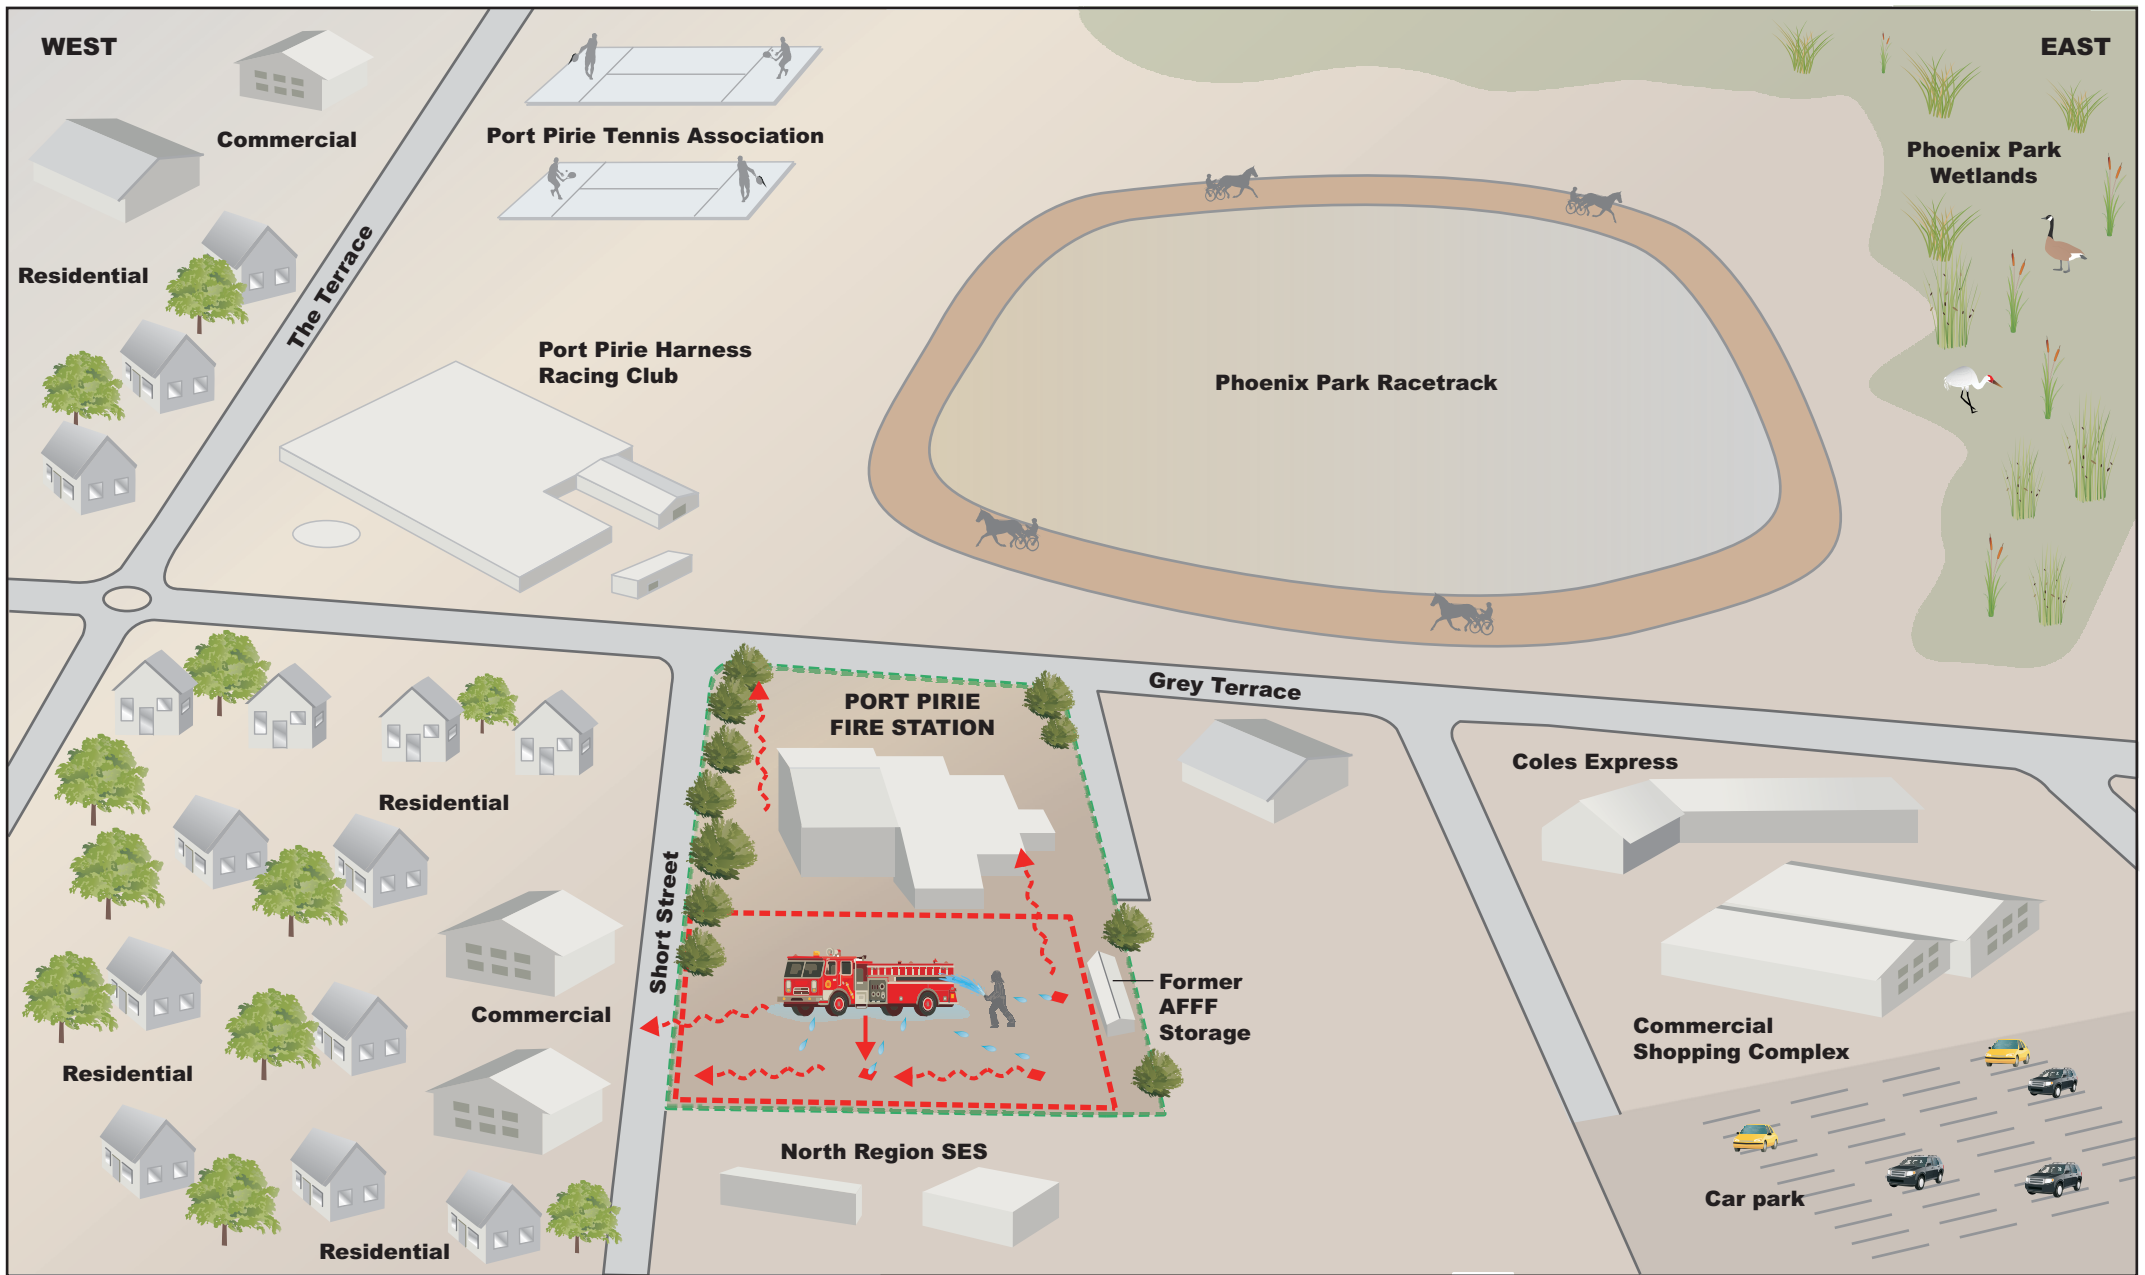 WEST
EAST
Commercial
Port Pirie Tennis Association
Phoenix Park
Wetlands
Residential
The Terrace
Port Pirie Harness
Racing Club
Phoenix Park Racetrack
Grey Terrace
PORT PIRIE
FIRE STATION
Coles Express
Residential
Short Street
Former
AFFF
Storage
Commercial
Commercial
Shopping Complex
Residential
North Region SES
Car park
Residential